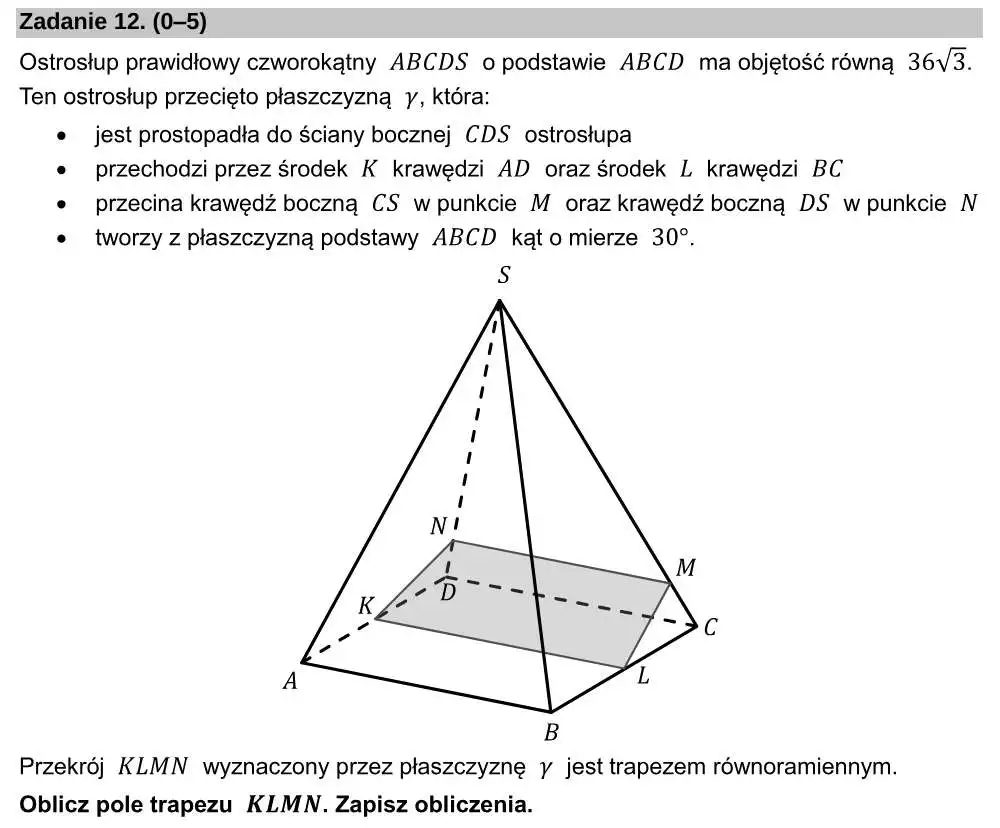 Zadanie 12. (0–5)
Ostrosłup prawidłowy czworokątny ABCDS o podstawie ABCD ma objętość równą 36√3.
Ten ostrosłup przecięto płaszczyzną γ, która:
• jest prostopadła do ściany bocznej CDS ostrosłupa
• przechodzi przez środek K krawędzi AD oraz środek L krawędzi BC
• przecina krawędź boczną CS w punkcie M oraz krawędź boczną DS w punkcie N
• tworzy z płaszczyzną podstawy ABCD kąt o mierze 30°.
S
N
M
D
K
C
L
A
B
Przekrój KLMN wyznaczony przez płaszczyznę γ jest trapezem równoramiennym.
Oblicz pole trapezu KLMN. Zapisz obliczenia.